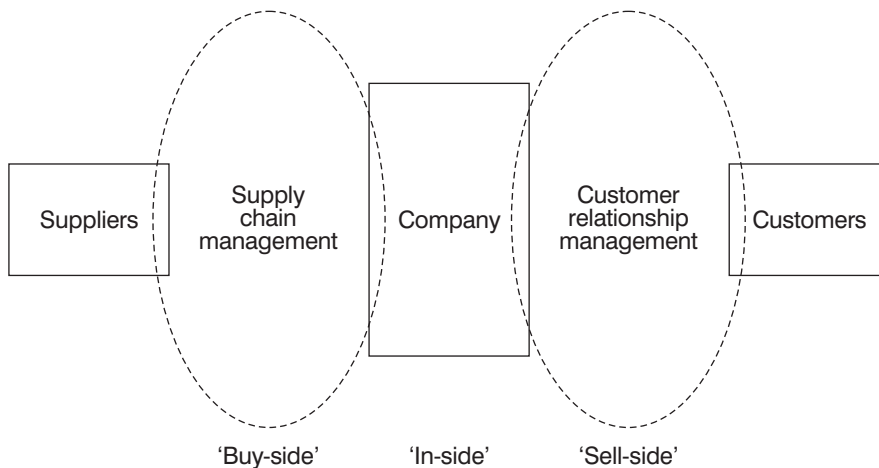 Suppliers
Supply
chain
management
Company
Customer
relationship
management
Customers
‘Buy-side’
‘In-side’
‘Sell-side’